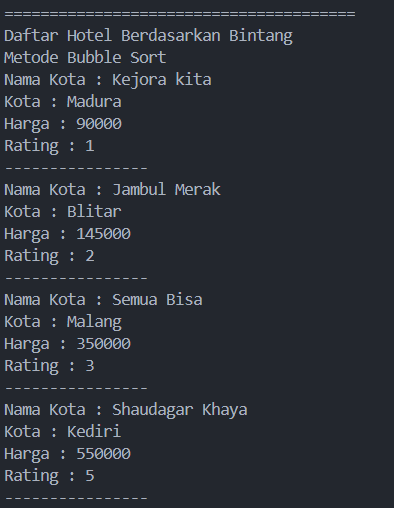 =======================================
Daftar Hotel Berdasarkan Bintang
Metode Bubble Sort
Nama Kota : Kejora kita
Kota : Madura
Harga : 90000
Rating : 1
----------------
Nama Kota : Jambul Merak
Kota : Blitar
Harga : 145000
Rating : 2
----------------
Nama Kota : Semua Bisa
Kota : Malang
Harga : 350000
Rating : 3
----------------
Nama Kota : Shaudagar Khaya
Kota : Kediri
Harga : 550000
Rating : 5
----------------